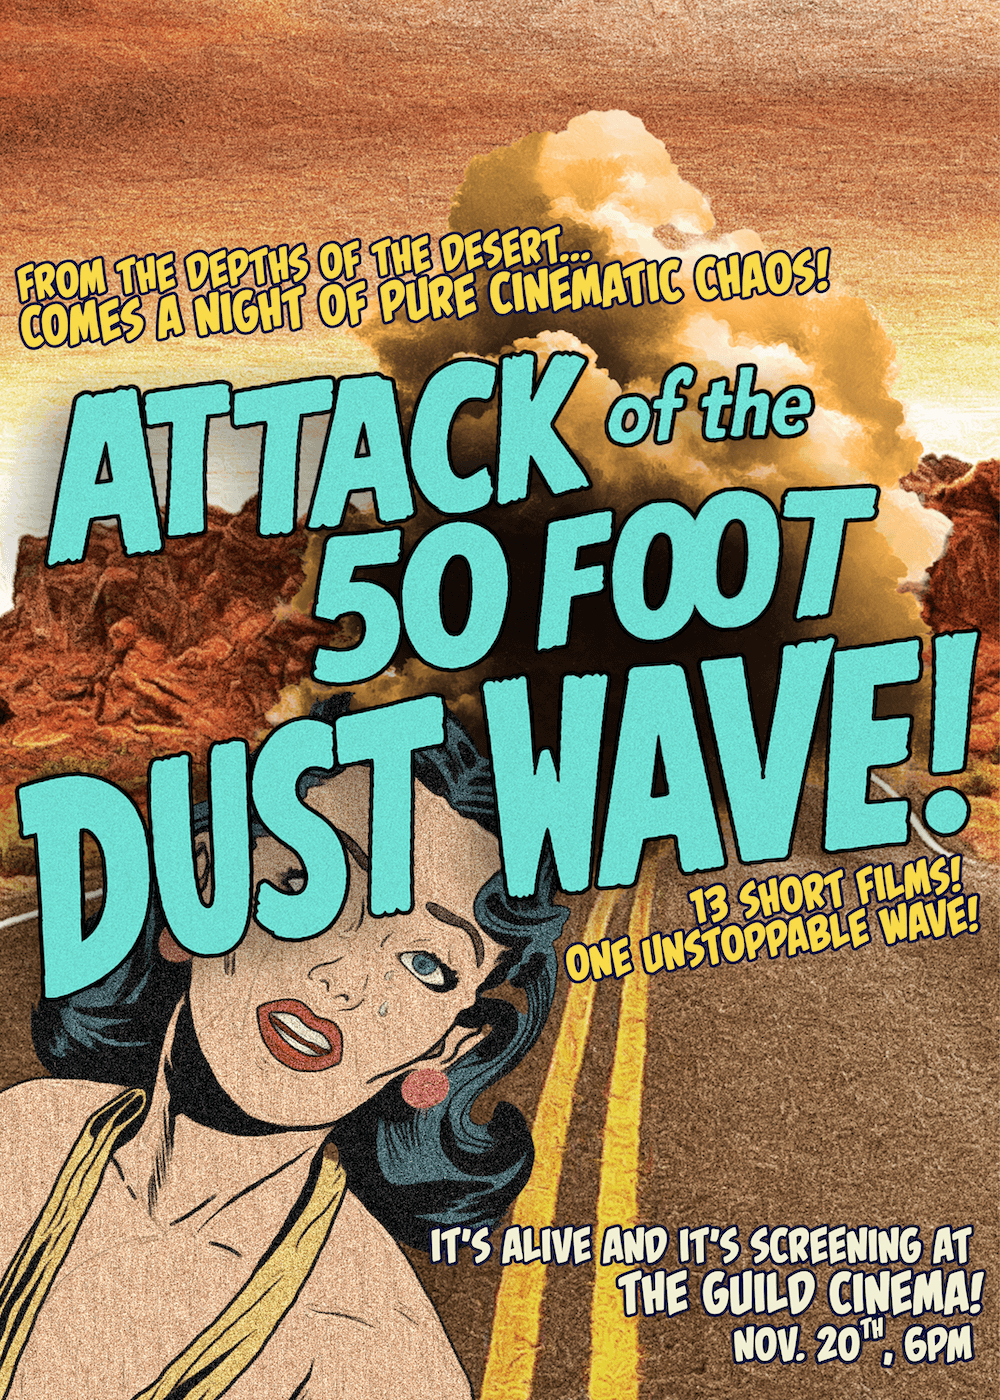 FROM THE DEPTHS OF THE DESERT...
COMES A NIGHT OF PURE CINEMATIC CHAOS!
ATTACK of the
50 FOOT
DUST WAVE!
13 SHORT FILMS!
ONE UNSTOPPABLE WAVE!
IT'S ALIVE AND IT'S SCREENING AT
THE GUILD CINEMA!
NOV. 20TH, 6PM